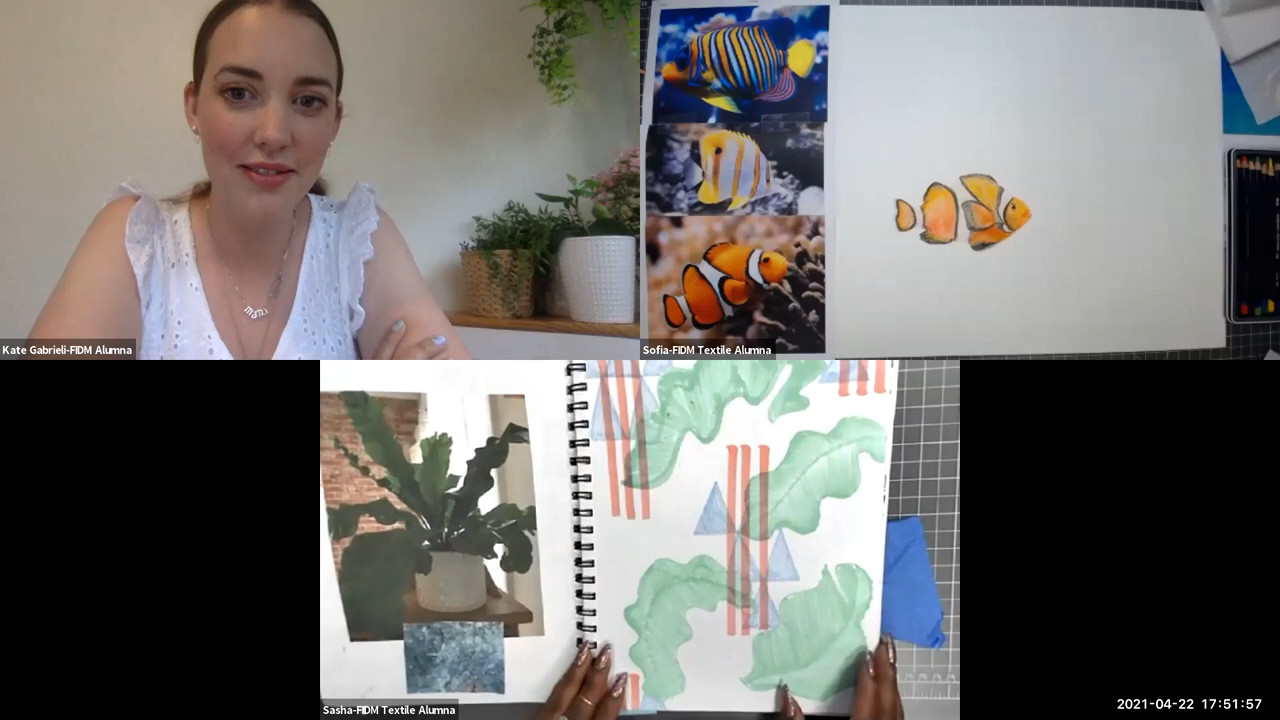 Kate Gabrieli-FIDM Alumna
Sofia-FIDM Textile Alumna
Sasha-FIDM Textile Alumna
2021-04-22 17:51:57